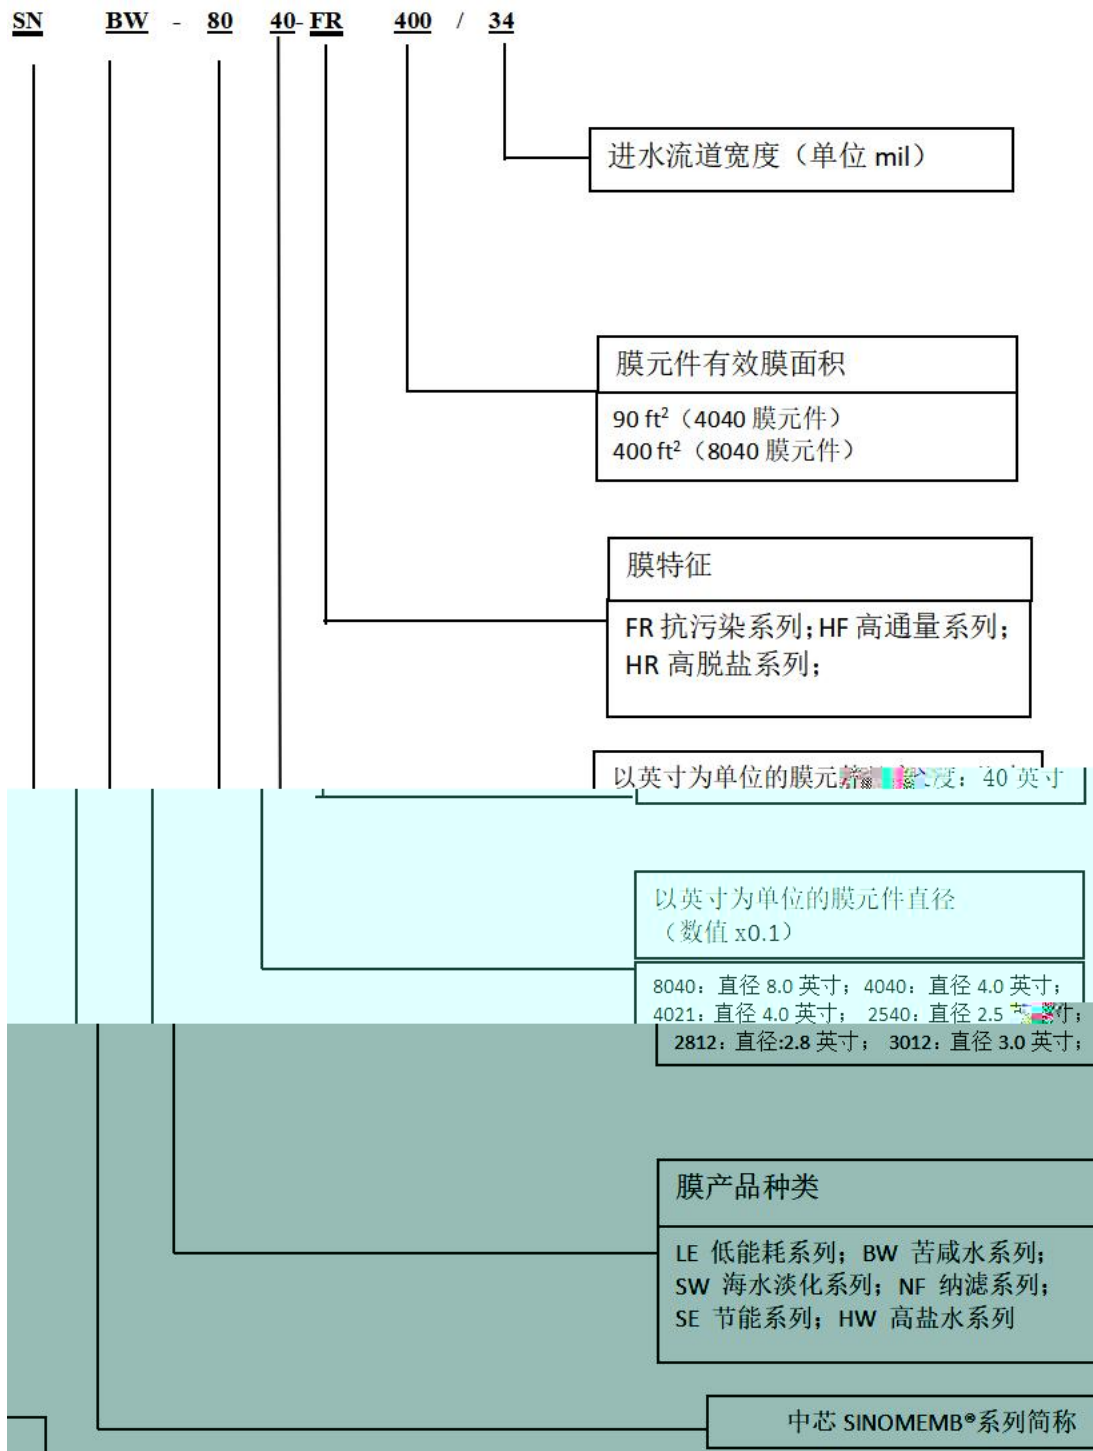 SN BW - 80 40- FR 400 / 34
进水流道宽度（单位 mil）
膜元件有效膜面积
90 ft²（4040 膜元件）
400 ft²（8040 膜元件）
膜特征
FR 抗污染系列；HF 高通量系列；
HR 高脱盐系列；
以英寸为单位的膜元 度：40 英寸
以英寸为单位的膜元件直径
（数值 x0.1）
8040：直径 8.0 英寸；4040：直径 4.0 英寸；
4021：直径 4.0 英寸； 2540：直径 2.5 寸；
2812：直径:2.8 英寸； 3012：直径 3.0 英寸；
膜产品种类
LE 低能耗系列；BW 苦咸水系列；
SW 海水淡化系列；NF 纳滤系列；
SE 节能系列；HW 高盐水系列
中芯 SINOMEMB®系列简称